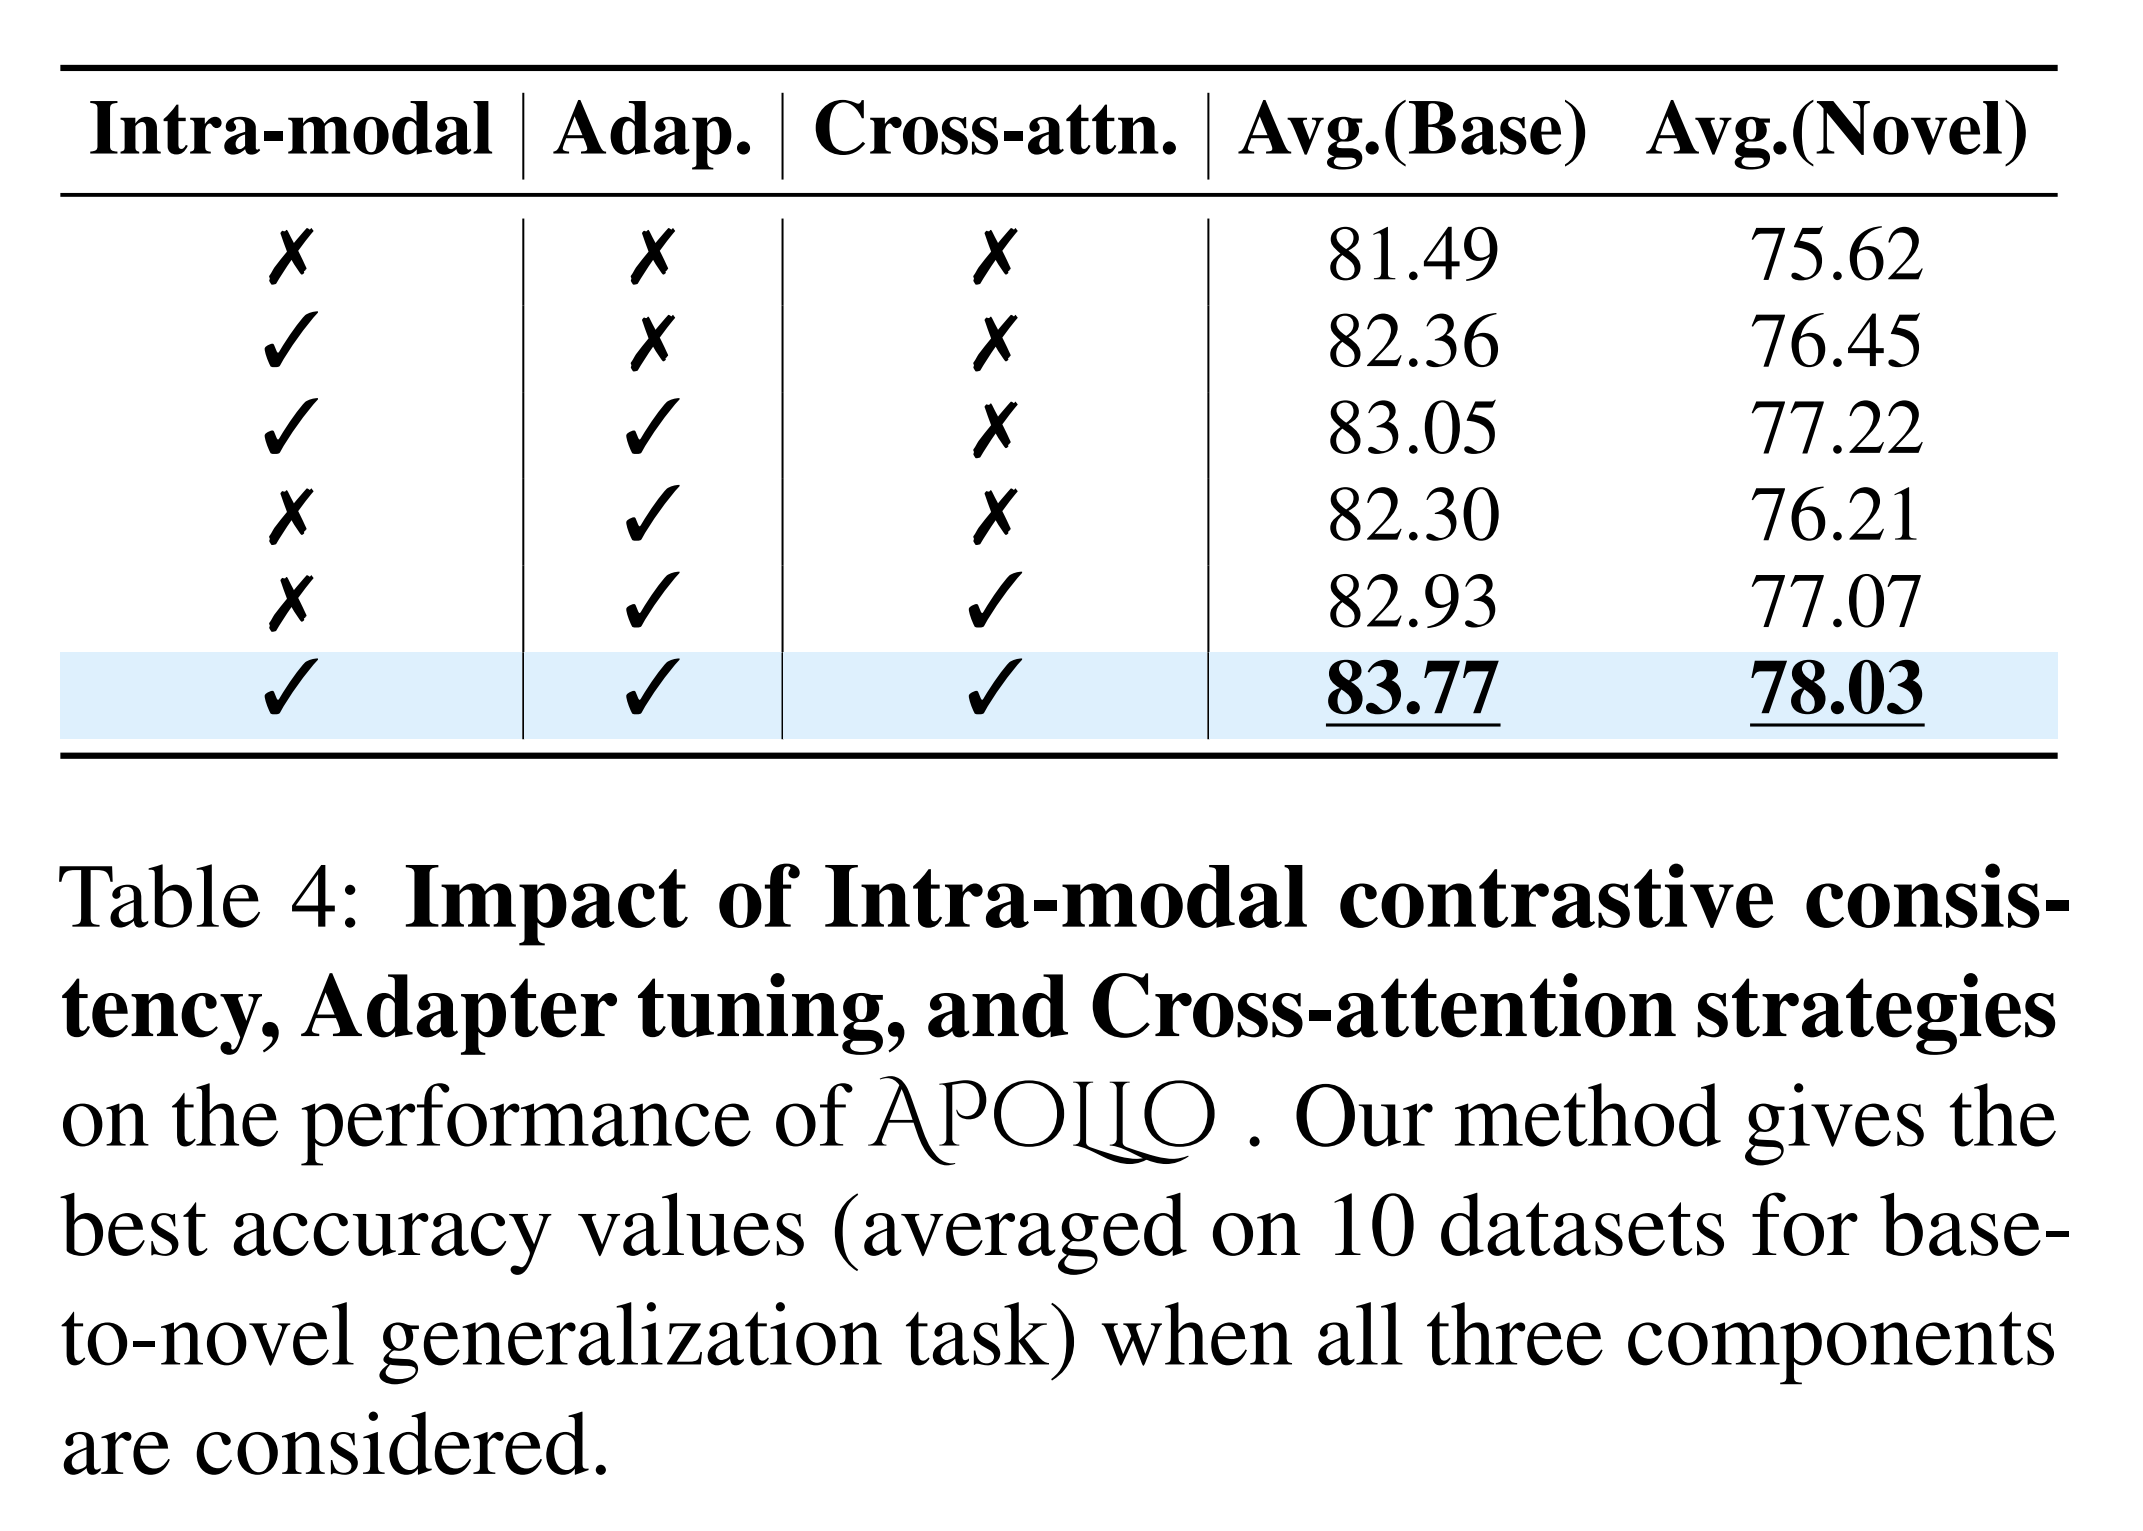 Intra-modal Adap. Cross-attn. Avg.(Base) Avg.(Novel)
✗ ✗ ✗ 81.49 75.62
✓ ✗ ✗ 82.36 76.45
✓ ✓ ✗ 83.05 77.22
✗ ✓ ✗ 82.30 76.21
✗ ✓ ✓ 82.93 77.07
✓ ✓ ✓ 83.77 78.03
Table 4: Impact of Intra-modal contrastive consis-
tency, Adapter tuning, and Cross-attention strategies
on the performance of APOLLO . Our method gives the
best accuracy values (averaged on 10 datasets for base-
to-novel generalization task) when all three components
are considered.